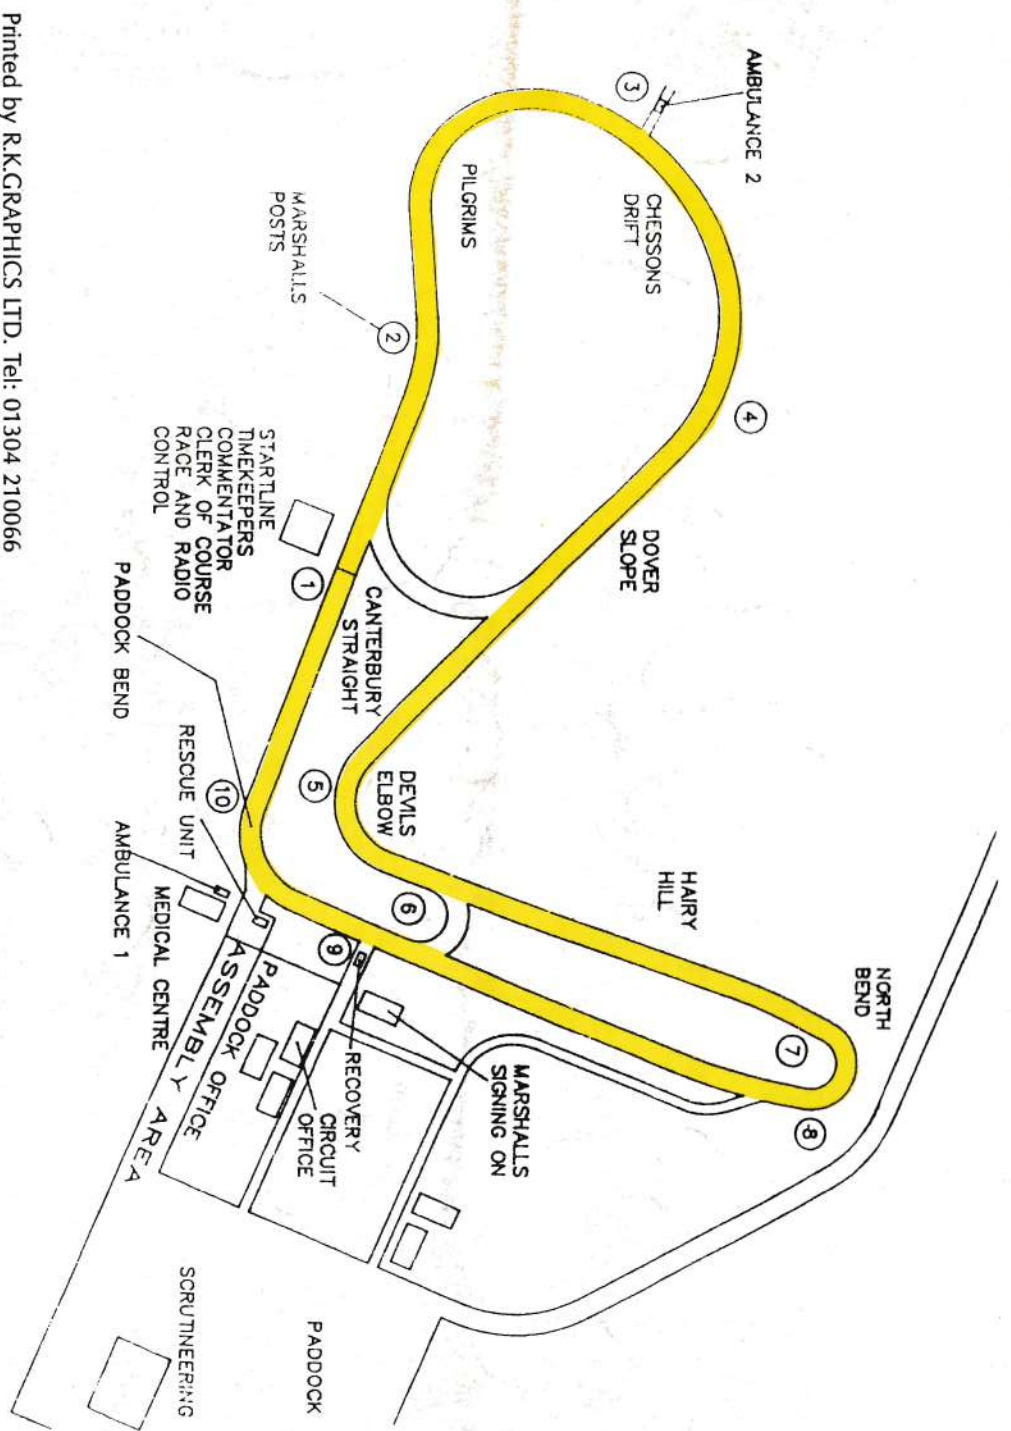 AMBULANCE 2
3
CHESSONS
DRIFT
PILGRIMS
MARSHALLS
POSTS
2
4
DOVER
SLOPE
STARTLINE
TIMEKEEPERS
COMMENTATOR
CLERK OF COURSE
RACE AND RADIO
CONTROL
1
CANTERBURY
STRAIGHT
PADDOCK BEND
5
DEVILS
ELBOW
10
RESCUE UNIT
AMBULANCE 1
MEDICAL CENTRE
6
9
HAIRY
HILL
NORTH
BEND
7
8
MARSHALLS
SIGNING ON
RECOVERY
CIRCUIT
OFFICE
PADDOCK OFFICE
ASSEMBLY AREA
SCRUTINEERING
PADDOCK
Printed by R.K.GRAPHICS LTD. Tel: 01304 210066